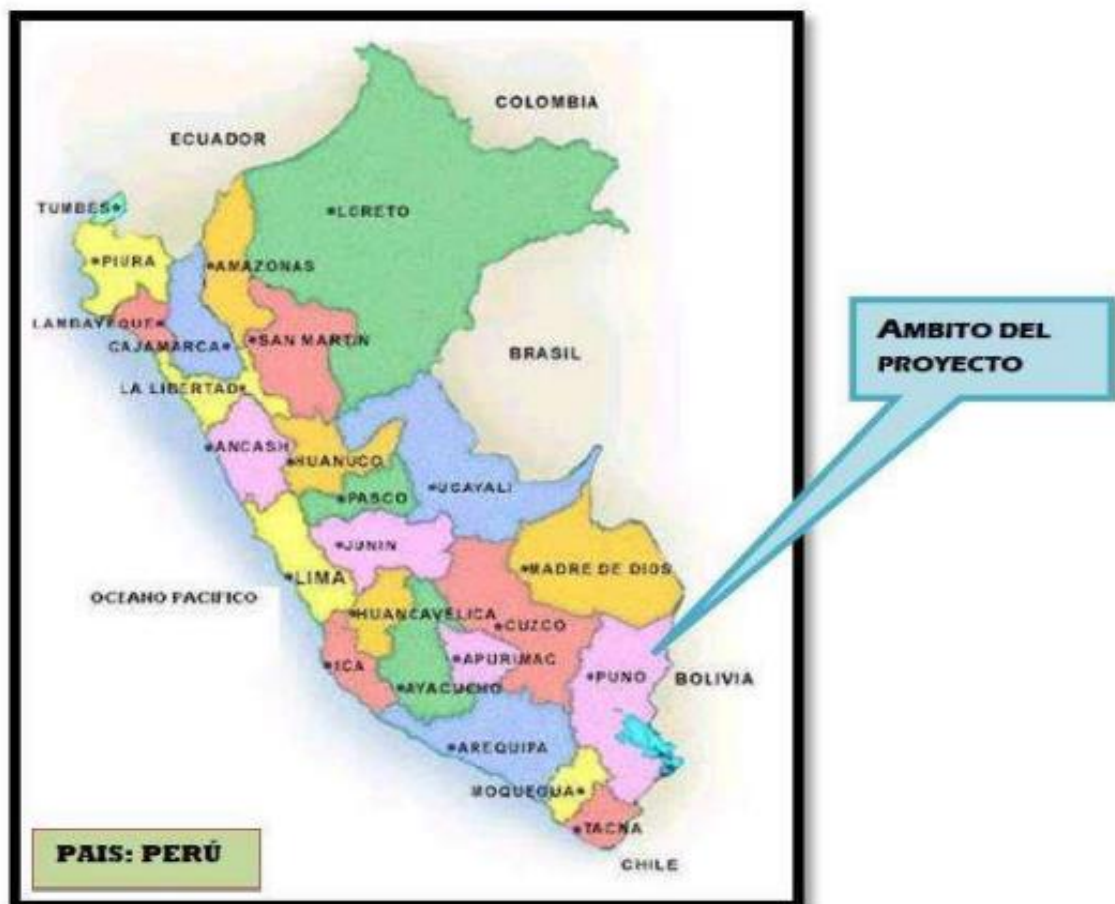 COLOMBIA
ECUADOR
TUMBES
LORETO
PIURA
AMAZONAS
LAMBAYEQUE
SAN MARTIN
CAJAMARCA
BRASIL
AMBITO DEL
PROYECTO
LA LIBERTAD
ANCASH
HUANUCO
UCAYALI
PASCO
JUNIN
MADRE DE DIOS
LIMA
OCEANO PACIFICO
HUANCAVELICA
CUZCO
ICA
APURIMAC
PUNO
BOLIVIA
AYACUCHO
AREQUIPA
MOQUEGUA
TACNA
PAIS: PERÚ
CHILE